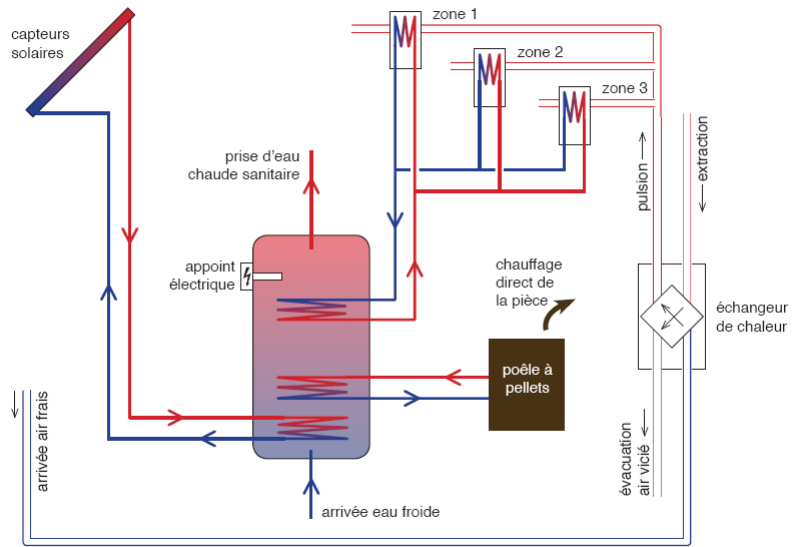 capteurs
solaires
zone 1
zone 2
zone 3
pulsion
extraction
prise d'eau
chaude sanitaire
appoint
électrique
chauffage
direct de
la pièce
échangeur
de chaleur
poêle à
pellets
arrivée air frais
évacuation
air vicié
arrivée eau froide